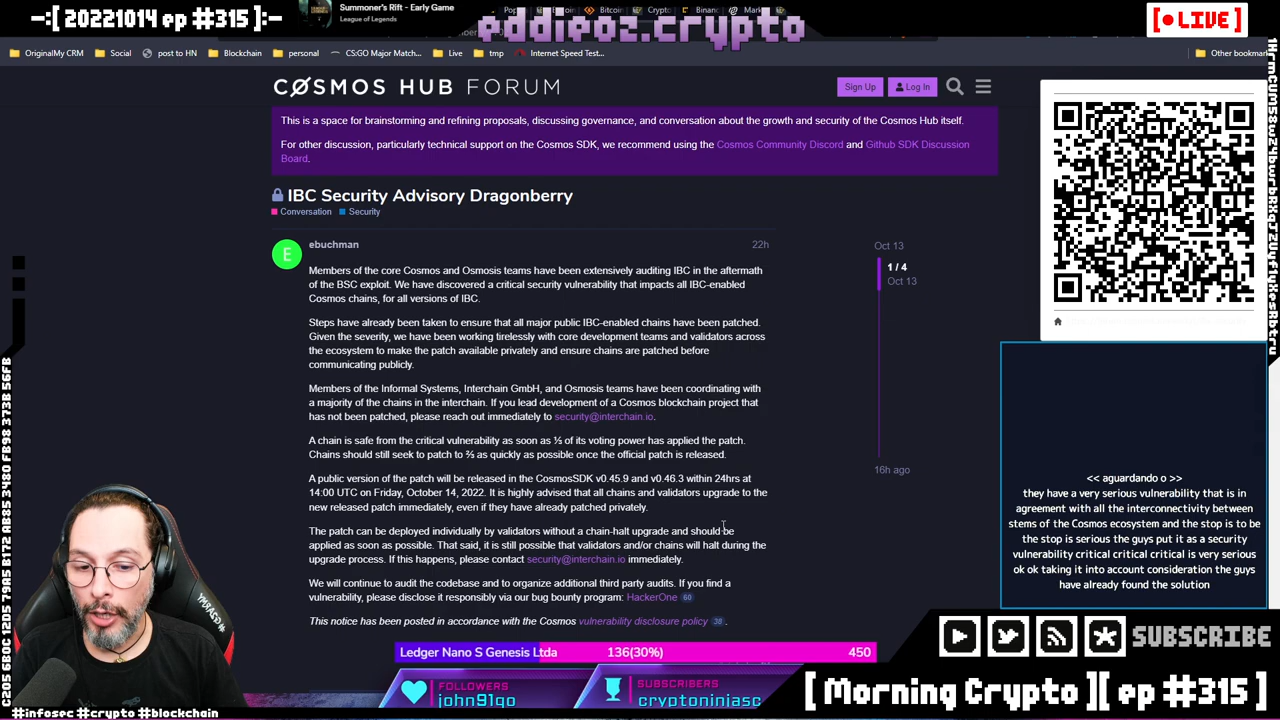 -:[ 20221014 ep #315]:-
Summoner's Rift - Early Game
League of Legends
Bitcoin
Crypto
Binanc
eddieoz.crypto
[●LIVE]
OriginalMy CRM
Social
post to HN
Blockchain
personal
CS:GO Major Match...
Live
tmp
Internet Speed Test...
Other bookmar
COSMOS HUB FORUM
Sign Up
Log In
This is a space for brainstorming and refining proposals, discussing governance, and conversation about the growth and security of the Cosmos Hub itself.
For other discussion, particularly technical support on the Cosmos SDK, we recommend using the Cosmos Community Discord and Github SDK Discussion
Board.
IBC Security Advisory Dragonberry
Conversation Security
E
ebuchman
22h
Members of the core Cosmos and Osmosis teams have been extensively auditing IBC in the aftermath
of the BSC exploit. We have discovered a critical security vulnerability that impacts all IBC-enabled
Cosmos chains, for all versions of IBC.
Steps have already been taken to ensure that all major public IBC-enabled chains have been patched.
Given the severity, we have been working tirelessly with core development teams and validators across
the ecosystem to make the patch available privately and ensure chains are patched before
communicating publicly.
Members of the Informal Systems, Interchain GmbH, and Osmosis teams have been coordinating with
a majority of the chains in the interchain. If you lead development of a Cosmos blockchain project that
has not been patched, please reach out immediately to security@interchain.io.
A chain is safe from the critical vulnerability as soon as ⅓ of its voting power has applied the patch.
Chains should still seek to patch to ⅔ as quickly as possible once the official patch is released.
A public version of the patch will be released in the CosmosSDK v0.45.9 and v0.46.3 within 24hrs at
14:00 UTC on Friday, October 14, 2022. It is highly advised that all chains and validators upgrade to the
new released patch immediately, even if they have already patched privately.
The patch can be deployed individually by validators without a chain-halt upgrade and should be
applied as soon as possible. That said, it is still possible that validators and/or chains will halt during the
upgrade process. If this happens, please contact security@interchain.io immediately.
We will continue to audit the codebase and to organize additional third party audits. If you find a
vulnerability, please disclose it responsibly via our bug bounty program: HackerOne 60
This notice has been posted in accordance with the Cosmos vulnerability disclosure policy 38 .
Oct 13
1 / 4
Oct 13
16h ago
<< aguardando o >>
they have a very serious vulnerability that is in
agreement with all the interconnectivity between
stems of the Cosmos ecosystem and the stop is to be
the stop is serious the guys put it as a security
vulnerability critical critical critical is very serious
ok ok taking it into account consideration the guys
have already found the solution
Ledger Nano S Genesis Ltda 136(30%) 450
FOLLOWERS
john91go
SUBSCRIBERS
cryptoninjasc
SUBSCRIBE
[ Morning Crypto ][ ep #315 ]
#infosec #crypto #blockchain